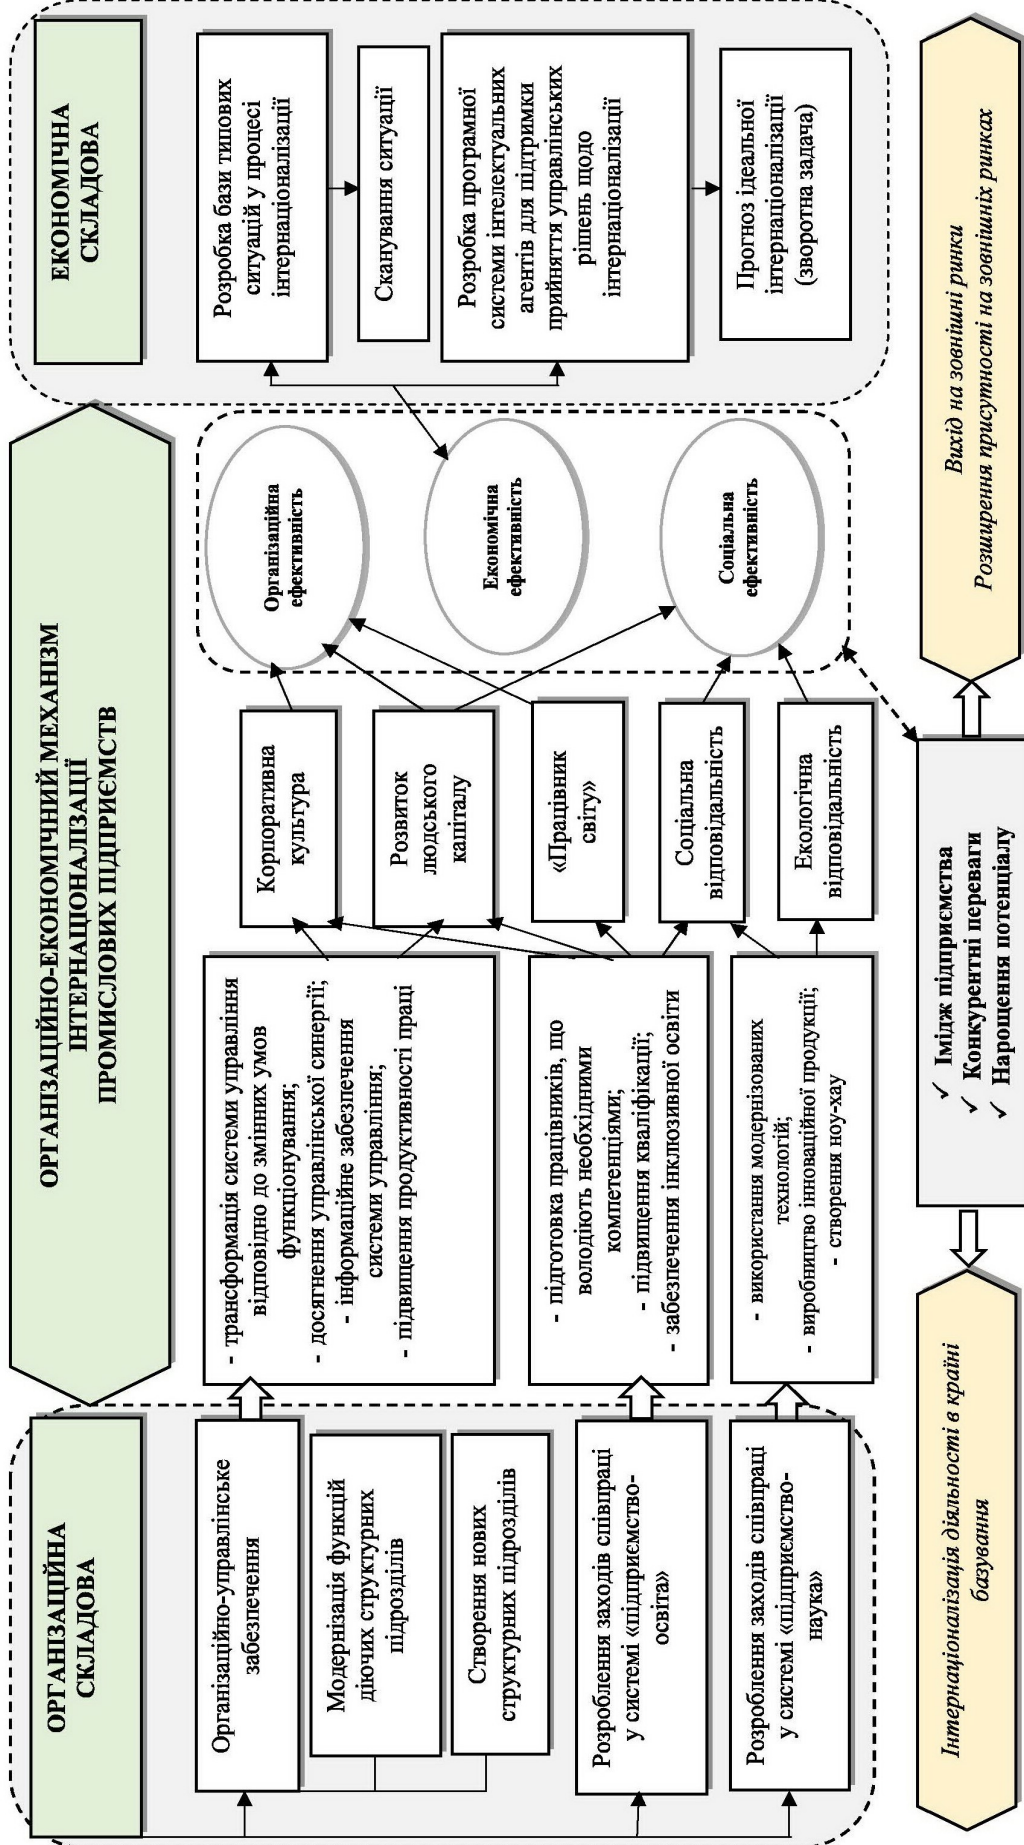 ОРГАНІЗАЦІЙНА
СКЛАДОВА
ОРГАНІЗАЦІЙНО-ЕКОНОМІЧНИЙ МЕХАНІЗМ
ІНТЕРНАЦІОНАЛІЗАЦІЇ
ПРОМИСЛОВИХ ПІДПРИЄМСТВ
ЕКОНОМІЧНА
СКЛАДОВА
Організаційно-управлінське
забезпечення
Модернізація функцій
діючих структурних
підрозділів
Створення нових
структурних підрозділів
Розроблення заходів співпраці
у системі «підприємство-
освіта»
Розроблення заходів співпраці
у системі «підприємство-
наука»
- трансформація системи управління
відповідно до змінних умов
функціонування;
- досягнення управлінської синергії;
- інформаційне забезпечення
системи управління;
- підвищення продуктивності праці
- підготовка працівників, що
володіють необхідними
компетенціями;
- підвищення кваліфікації;
- забезпечення інклюзивної освіти
- використання модернізованих
технологій;
- виробництво інноваційної продукції;
- створення ноу-хау
Корпоративна
культура
Розвиток
людського
капіталу
«Працівник
світу»
Соціальна
відповідальність
Екологічна
відповідальність
Організаційна
ефективність
Економічна
ефективність
Соціальна
ефективність
Розробка бази типових
ситуацій у процесі
інтернаціоналізації
Сканування ситуації
Розробка програмної
системи інтелектуальних
агентів для підтримки
прийняття управлінських
рішень щодо
інтернаціоналізації
Прогноз ідеальної
інтернаціоналізації
(зворотна задача)
Інтернаціоналізація діяльності в країні
базування
✓ Імідж підприємства
✓ Конкурентні переваги
✓ Нарощення потенціалу
Вихід на зовнішні ринки
Розширення присутності на зовнішніх ринках